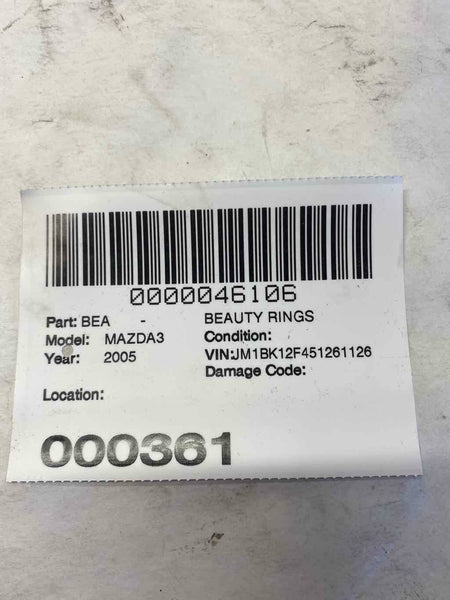 0000046106
Part: BEA - BEAUTY RINGS
Model: MAZDA3 Condition:
Year: 2005 VIN:JM1BK12F451261126
Damage Code:
Location:
000361